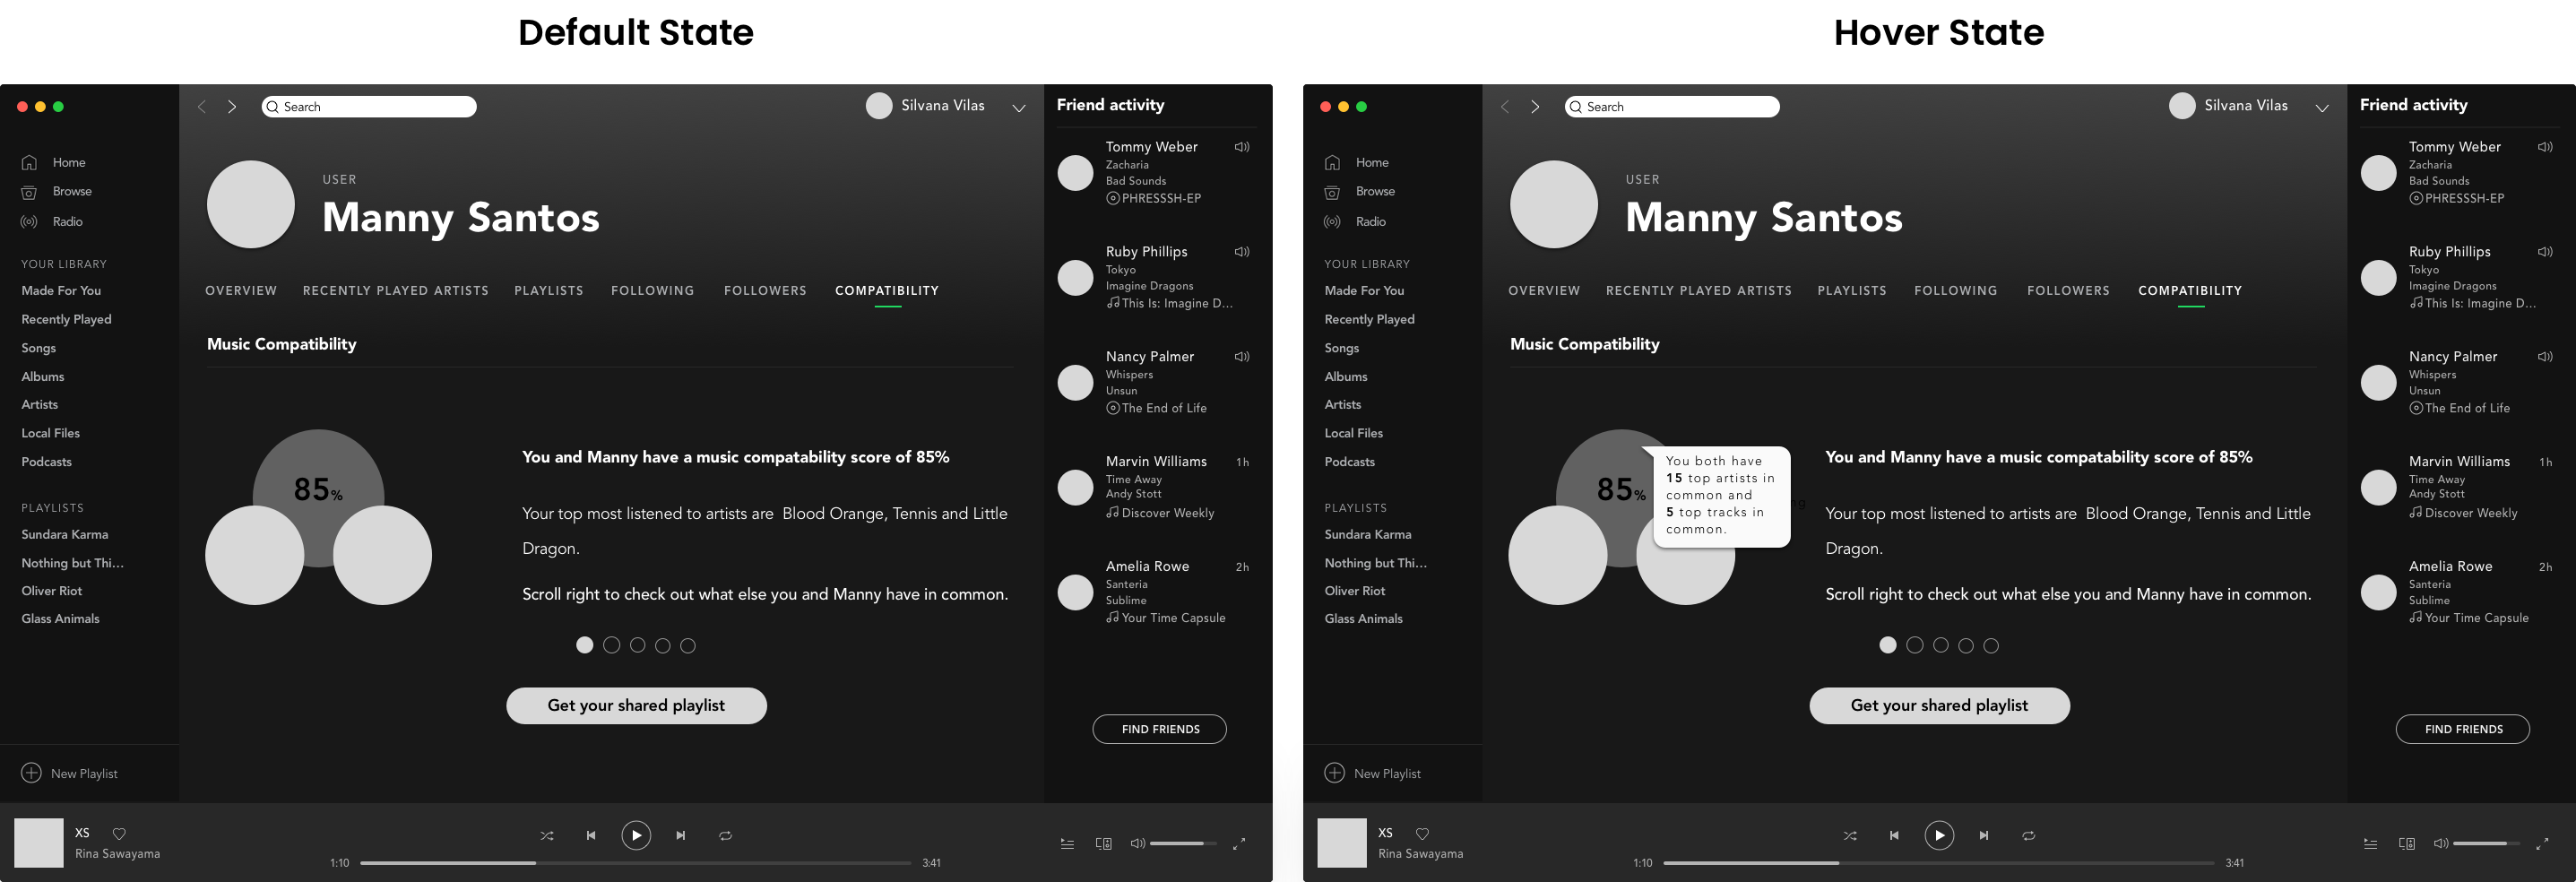 Default State
Search
Silvana Vilas
Home
Browse
Radio
YOUR LIBRARY
Made For You
Recently Played
Songs
Albums
Artists
Local Files
Podcasts
PLAYLISTS
Sundara Karma
Nothing but Thi...
Oliver Riot
Glass Animals
New Playlist
USER
Manny Santos
OVERVIEW RECENTLY PLAYED ARTISTS PLAYLISTS FOLLOWING FOLLOWERS COMPATIBILITY
Music Compatibility
85%
You and Manny have a music compatability score of 85%
Your top most listened to artists are Blood Orange, Tennis and Little
Dragon.
Scroll right to check out what else you and Manny have in common.
Get your shared playlist
Friend activity
Tommy Weber
Zacharia
Bad Sounds
PHRESSSH-EP
Ruby Phillips
Tokyo
Imagine Dragons
This Is: Imagine D...
Nancy Palmer
Whispers
Unsun
The End of Life
Marvin Williams 1h
Time Away
Andy Stott
Discover Weekly
Amelia Rowe 2h
Santeria
Sublime
Your Time Capsule
FIND FRIENDS
XS
Rina Sawayama
1:10 3:41
Hover State
Search
Silvana Vilas
Home
Browse
Radio
YOUR LIBRARY
Made For You
Recently Played
Songs
Albums
Artists
Local Files
Podcasts
PLAYLISTS
Sundara Karma
Nothing but Thi...
Oliver Riot
Glass Animals
New Playlist
USER
Manny Santos
OVERVIEW RECENTLY PLAYED ARTISTS PLAYLISTS FOLLOWING FOLLOWERS COMPATIBILITY
Music Compatibility
85%
You both have
15 top artists in
common and
5 top tracks in
common.
You and Manny have a music compatability score of 85%
Your top most listened to artists are Blood Orange, Tennis and Little
Dragon.
Scroll right to check out what else you and Manny have in common.
Get your shared playlist
Friend activity
Tommy Weber
Zacharia
Bad Sounds
PHRESSSH-EP
Ruby Phillips
Tokyo
Imagine Dragons
This Is: Imagine D...
Nancy Palmer
Whispers
Unsun
The End of Life
Marvin Williams 1h
Time Away
Andy Stott
Discover Weekly
Amelia Rowe 2h
Santeria
Sublime
Your Time Capsule
FIND FRIENDS
XS
Rina Sawayama
1:10 3:41